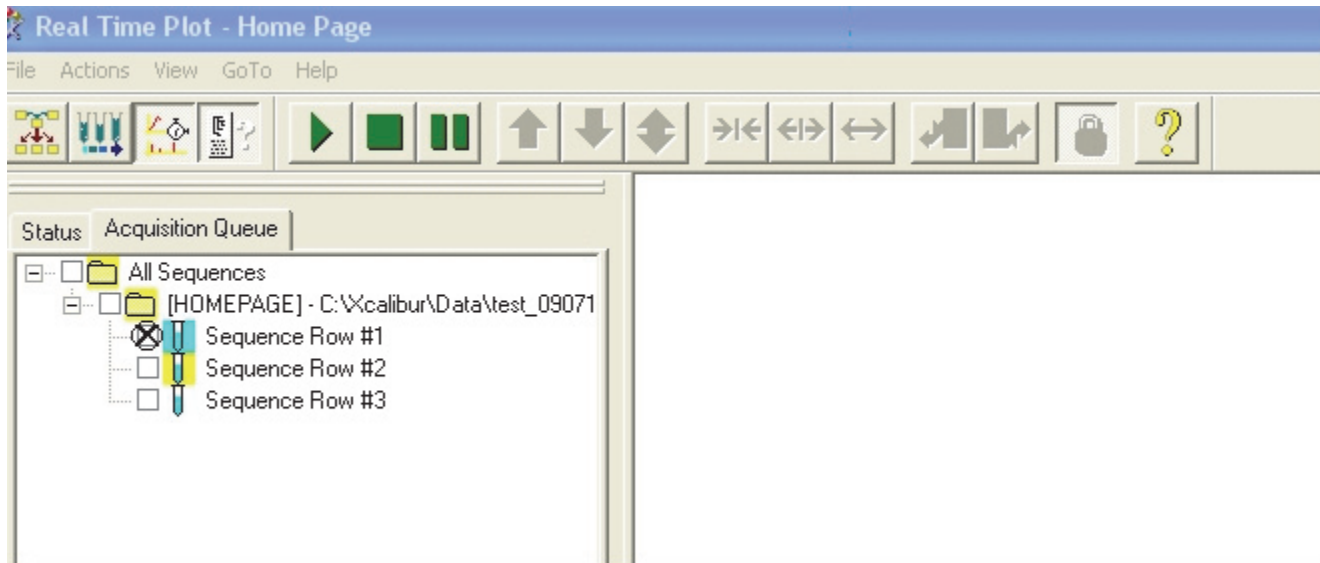 Real Time Plot - Home Page
File Actions View GoTo Help
Status Acquisition Queue
All Sequences
[HOMEPAGE] - C:\Xcalibur\Data\test_09071
Sequence Row #1
Sequence Row #2
Sequence Row #3